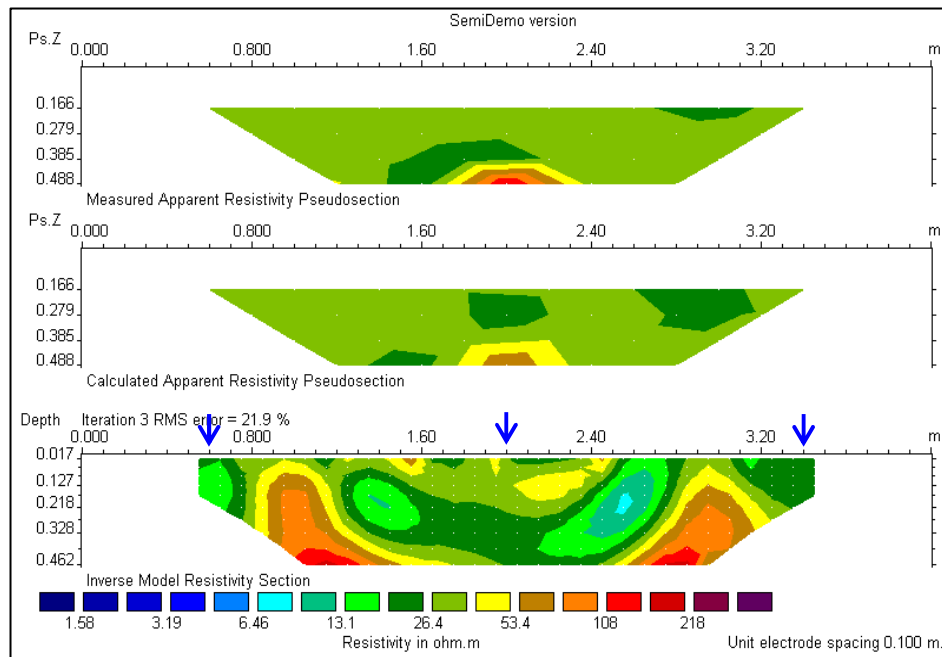 SemiDemo version
Ps.Z 0.000 0.800 1.60 2.40 3.20 m.
0.166
0.279
0.385
0.488
Measured Apparent Resistivity Pseudosection
Ps.Z 0.000 0.800 1.60 2.40 3.20 m.
0.166
0.279
0.385
0.488
Calculated Apparent Resistivity Pseudosection
Depth Iteration 3 RMS error = 21.9 %
0.000 0.800 1.60 2.40 3.20 m.
0.017
0.127
0.218
0.328
0.462
Inverse Model Resistivity Section
1.58 3.19 6.46 13.1 26.4 53.4 108 218
Resistivity in ohm.m Unit electrode spacing 0.100 m.